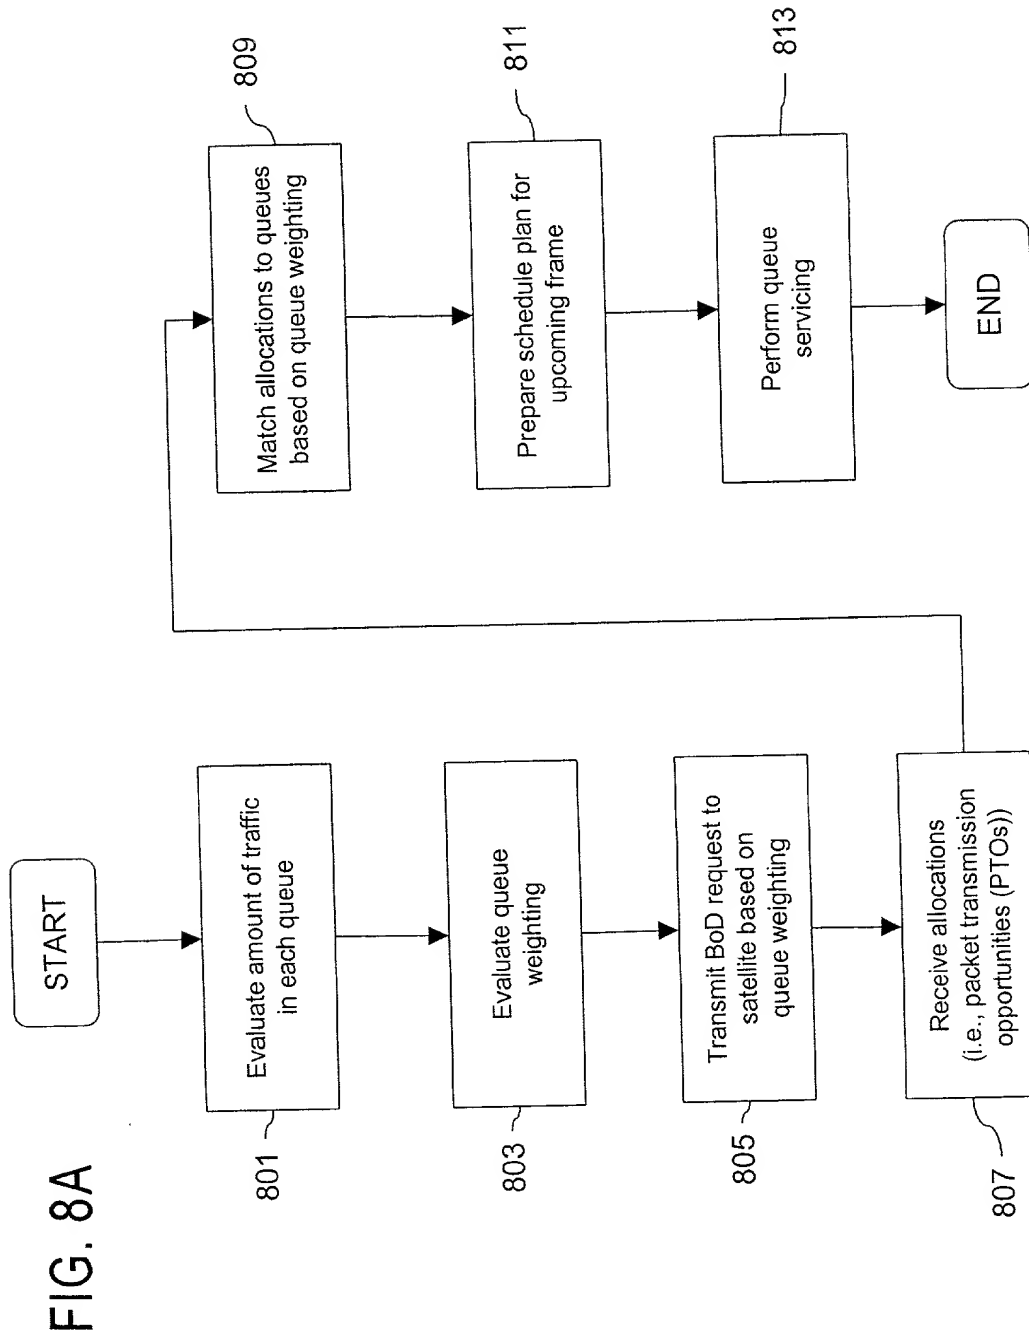 FIG. 8A
START
Evaluate amount of traffic
in each queue
801
Evaluate queue
weighting
803
Transmit BoD request to
satellite based on
queue weighting
805
Receive allocations
(i.e., packet transmission
opportunities (PTOs))
807
Match allocations to queues
based on queue weighting
809
Prepare schedule plan for
upcoming frame
811
Perform queue
servicing
813
END